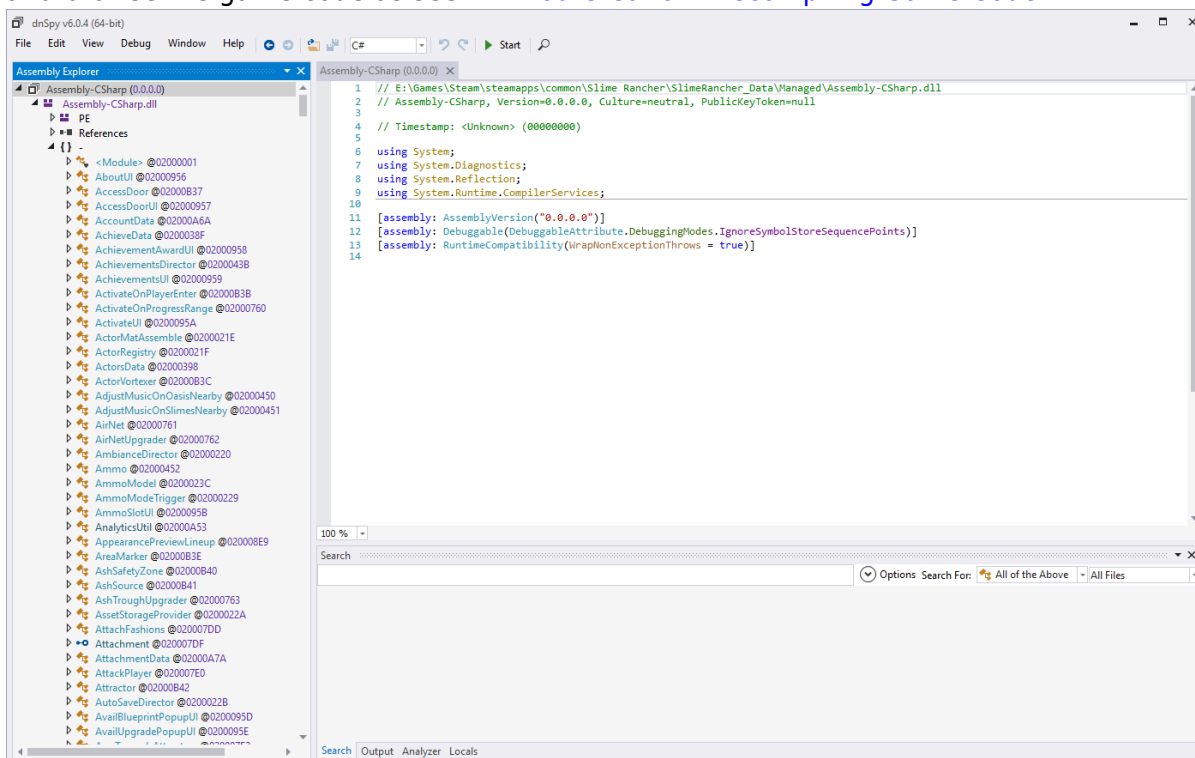 dnSpy v6.0.4 (64-bit)
File Edit View Debug Window Help C# Start
Assembly Explorer
Assembly-CSharp (0.0.0.0)
Assembly-CSharp.dll
PE
References
{} -
<Module> @02000001
AboutUI @02000956
AccessDoor @02000B37
AccessDoorUI @02000957
AccountData @02000A6A
AchieveData @0200038F
AchievementAwardUI @02000958
AchievementsDirector @0200043B
AchievementsUI @02000959
ActivateOnPlayerEnter @02000B3B
ActivateOnProgressRange @02000760
ActivateUI @0200095A
ActorMatAssemble @0200021E
ActorRegistry @0200021F
ActorsData @02000398
ActorVortexer @02000B3C
AdjustMusicOnOasisNearby @02000450
AdjustMusicOnSlimesNearby @02000451
AirNet @02000761
AirNetUpgrader @02000762
AmbianceDirector @02000220
Ammo @02000452
AmmoModel @0200023C
AmmoModeTrigger @02000229
AmmoSlotUI @0200095B
AnalyticsUtil @02000A53
AppearancePreviewLineup @020008E9
AreaMarker @02000B3E
AshSafetyZone @02000B40
AshSource @02000B41
AshTroughUpgrader @02000763
AssetStorageProvider @0200022A
AttachFashions @020007DD
Attachment @020007DF
AttachmentData @02000A7A
AttackPlayer @020007E0
Attractor @02000B42
AutoSaveDirector @0200022B
AvailBlueprintPopupUI @0200095D
AvailUpgradePopupUI @0200095E
Assembly-CSharp (0.0.0.0)
1 // E:\Games\Steam\steamapps\common\Slime Rancher\SlimeRancher_Data\Managed\Assembly-CSharp.dll
2 // Assembly-CSharp, Version=0.0.0.0, Culture=neutral, PublicKeyToken=null
3
4 // Timestamp: <Unknown> (00000000)
5
6 using System;
7 using System.Diagnostics;
8 using System.Reflection;
9 using System.Runtime.CompilerServices;
10
11 [assembly: AssemblyVersion("0.0.0.0")]
12 [assembly: Debuggable(DebuggableAttribute.DebuggingModes.IgnoreSymbolStoreSequencePoints)]
13 [assembly: RuntimeCompatibility(WrapNonExceptionThrows = true)]
14
100 %
Search
Options Search For: All of the Above All Files
Search Output Analyzer Locals